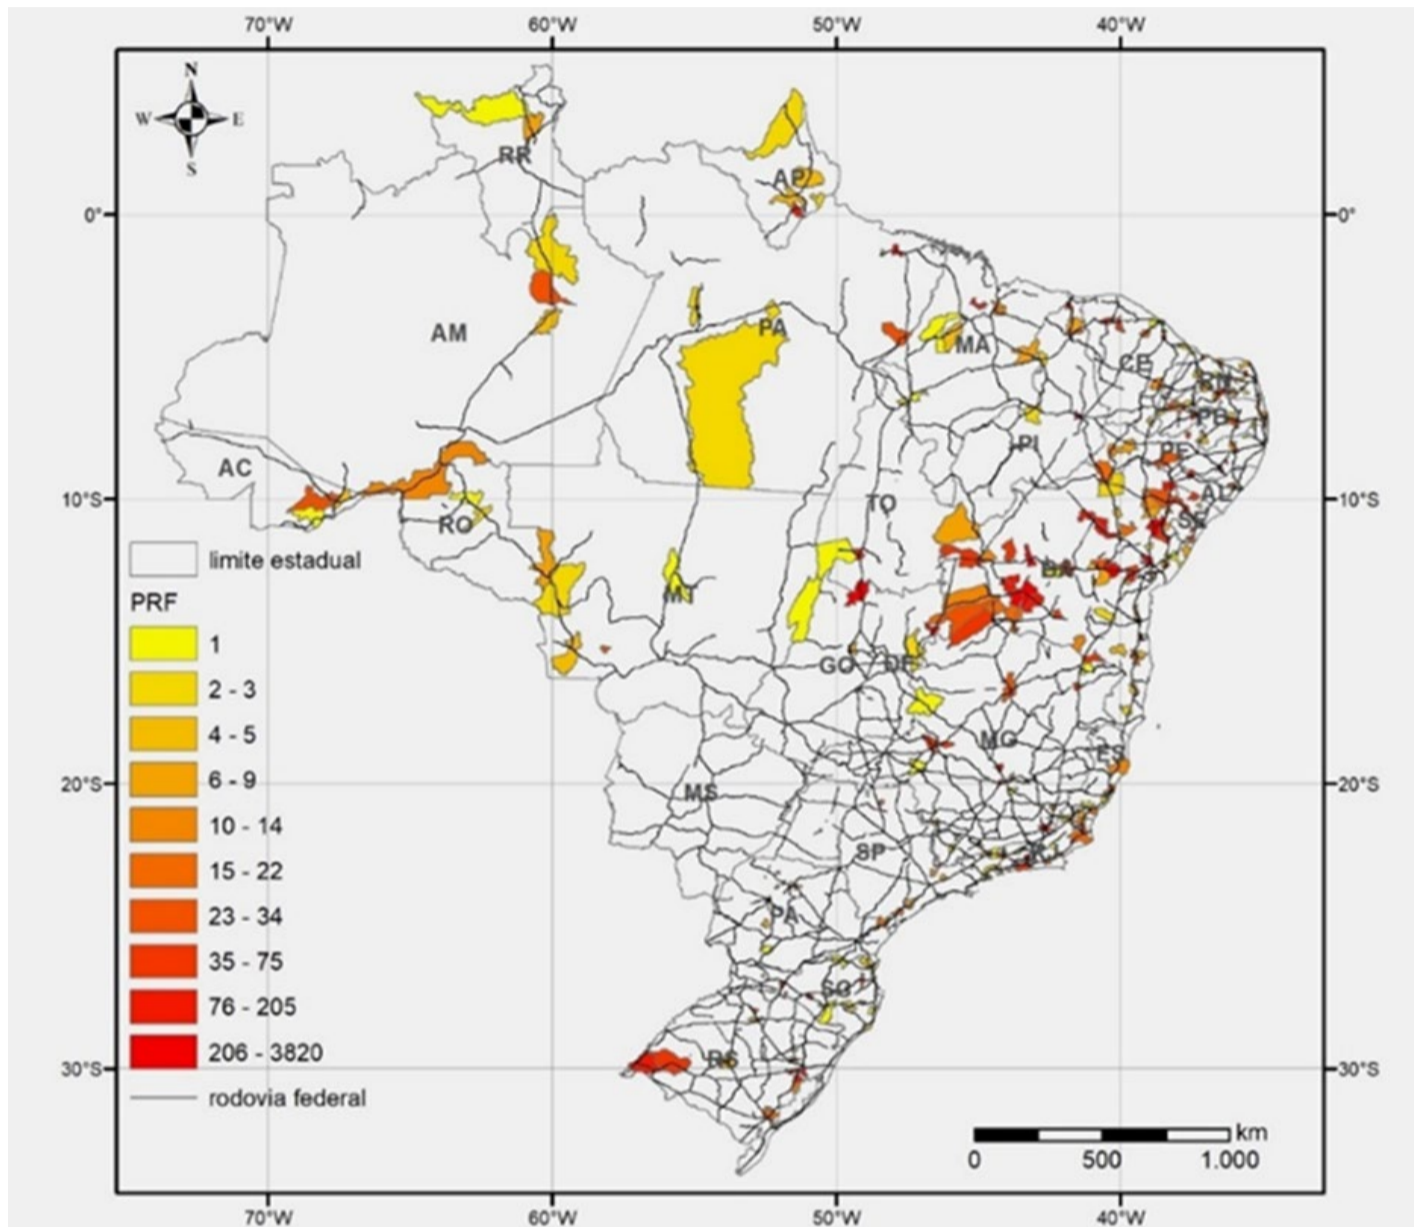 70°W 60°W 50°W 40°W
N
W E
S
RR
AP
0° 0°
AM PA MA
CE
RN
PB
PI
PE
AC
TO
10°S 10°S
AL
SE
RO
limite estadual
BA
PRF
MT
1
GO DF
2 - 3
4 - 5
MG
ES
6 - 9
20°S 20°S
MS
10 - 14
SP
RJ
15 - 22
23 - 34
PA
35 - 75
SC
76 - 205
206 - 3820
RS
30°S 30°S
rodovia federal
km
0 500 1.000
70°W 60°W 50°W 40°W